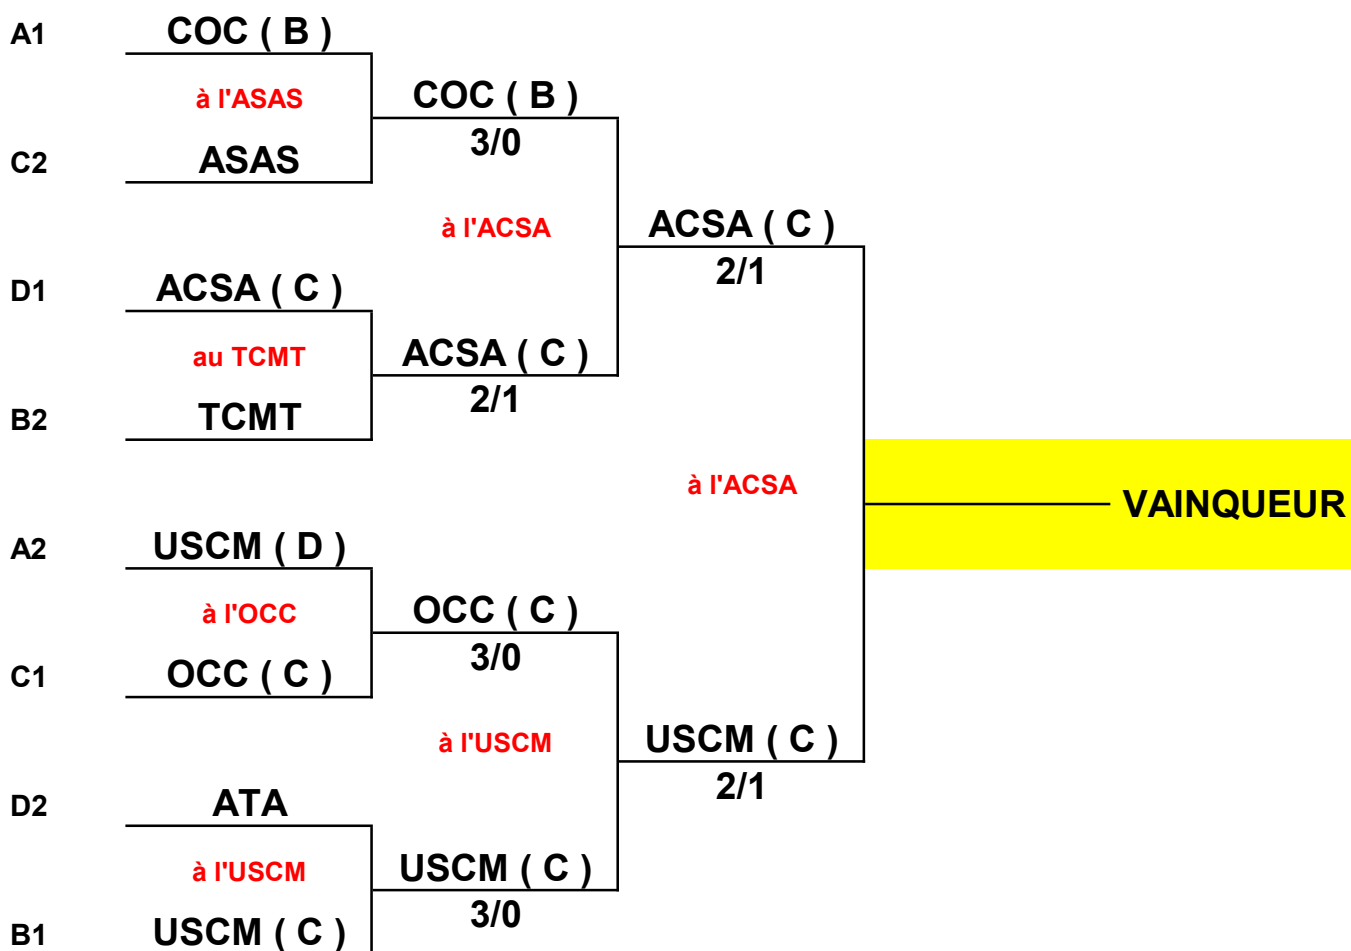 A1 COC ( B )
à l'ASAS COC ( B )
3/0
C2 ASAS
à l'ACSA ACSA ( C )
2/1
D1 ACSA ( C )
au TCMT ACSA ( C )
2/1
B2 TCMT
à l'ACSA
VAINQUEUR
A2 USCM ( D )
à l'OCC OCC ( C )
3/0
C1 OCC ( C )
à l'USCM USCM ( C )
2/1
D2 ATA
à l'USCM USCM ( C )
3/0
B1 USCM ( C )